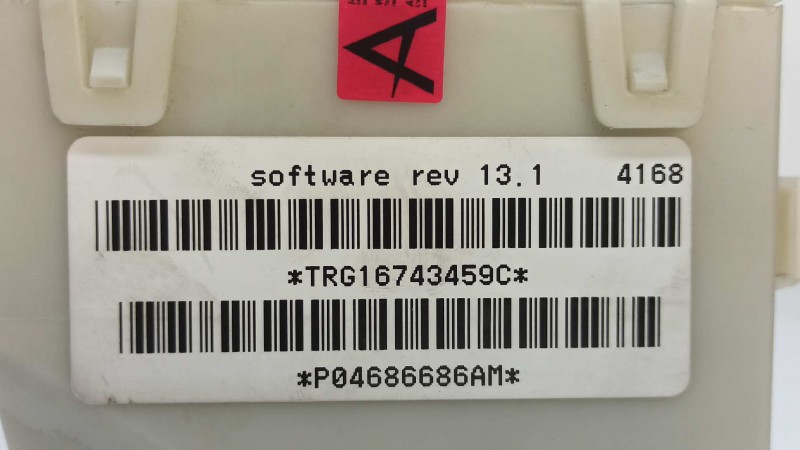 A
software rev 13.1 4168
*TRG16743459C*
*P04686686AM*